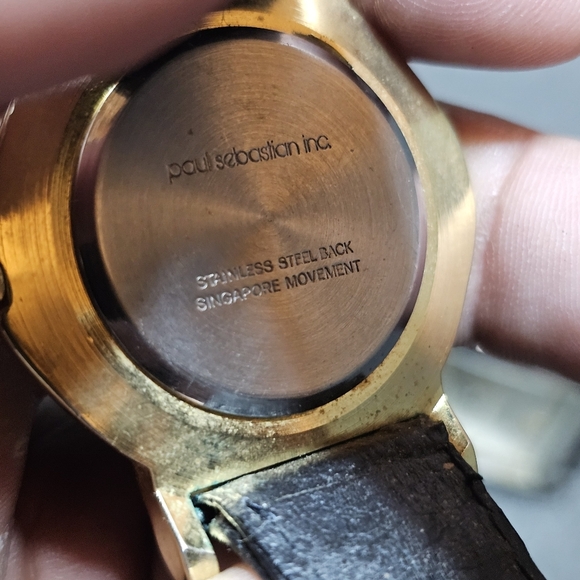 paul sebastian inc.
STAINLESS STEEL BACK
SINGAPORE MOVEMENT